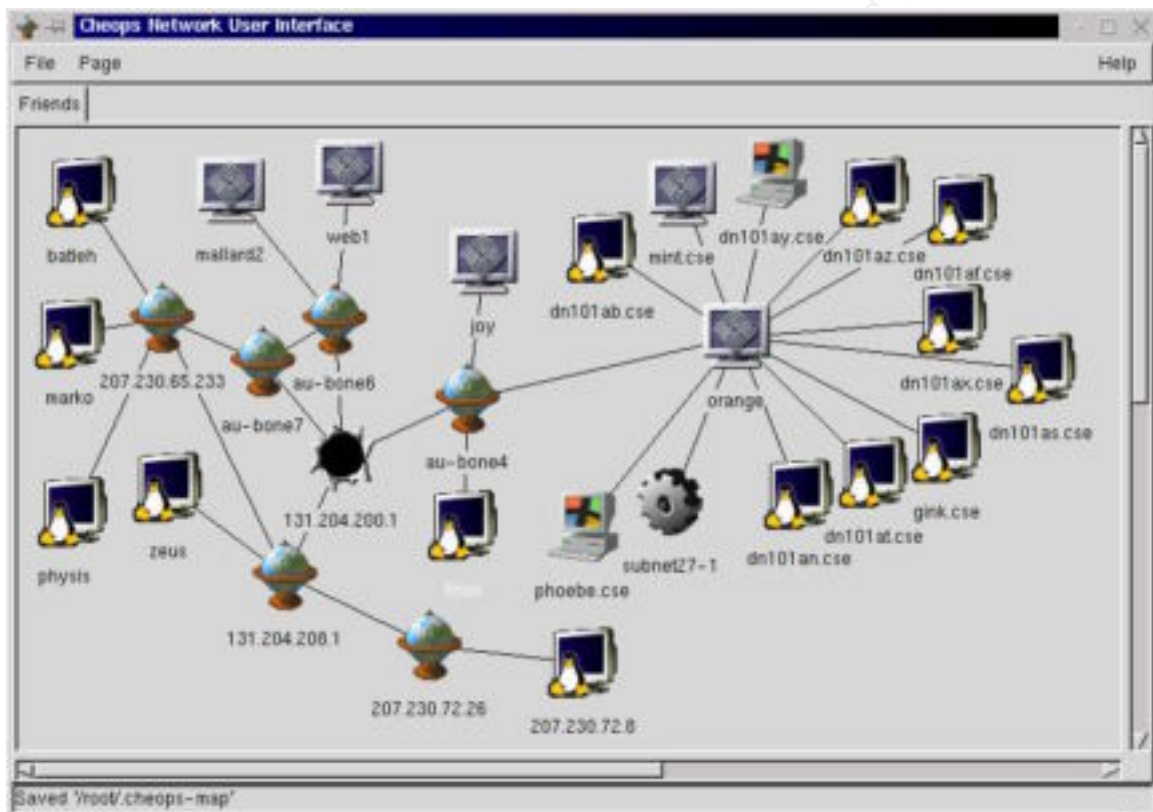 Cheops Network User Interface
File Page Help
Friends
batleh
mallard2
web1
mint.cse
dn101ay.cse
dn101az.cse
dn101af.cse
dn101ab.cse
joy
marko
207.230.65.233
au-bone6
au-bone7
orange
dn101ax.cse
dn101as.cse
au-bone4
131.204.200.1
zeus
physis
phoebe.cse
subnet27-1
dn101an.cse
dn101at.cse
gink.cse
131.204.208.1
207.230.72.26
207.230.72.8
Saved '/root/.cheops-map'